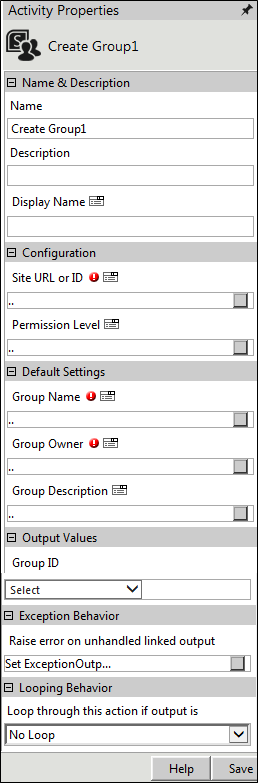 Activity Properties
Create Group1
Name & Description
Name
Create Group1
Description
Display Name
Configuration
Site URL or ID
..
Permission Level
..
Default Settings
Group Name
..
Group Owner
..
Group Description
..
Output Values
Group ID
Select
Exception Behavior
Raise error on unhandled linked output
Set ExceptionOutp...
Looping Behavior
Loop through this action if output is
No Loop
Help Save